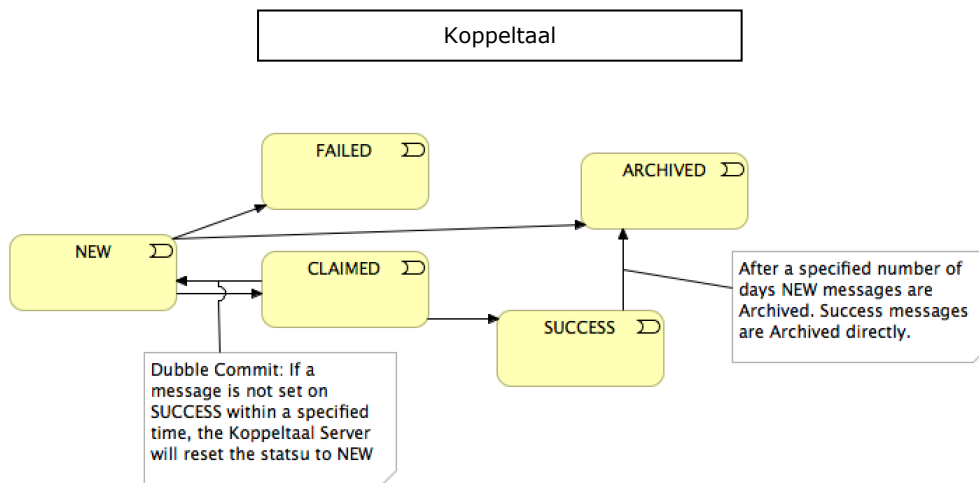 Koppeltaal
FAILED
ARCHIVED
NEW
CLAIMED
SUCCESS
After a specified number of
days NEW messages are
Archived. Success messages
are Archived directly.
Dubble Commit: If a
message is not set on
SUCCESS within a specified
time, the Koppeltaal Server
will reset the statsu to NEW